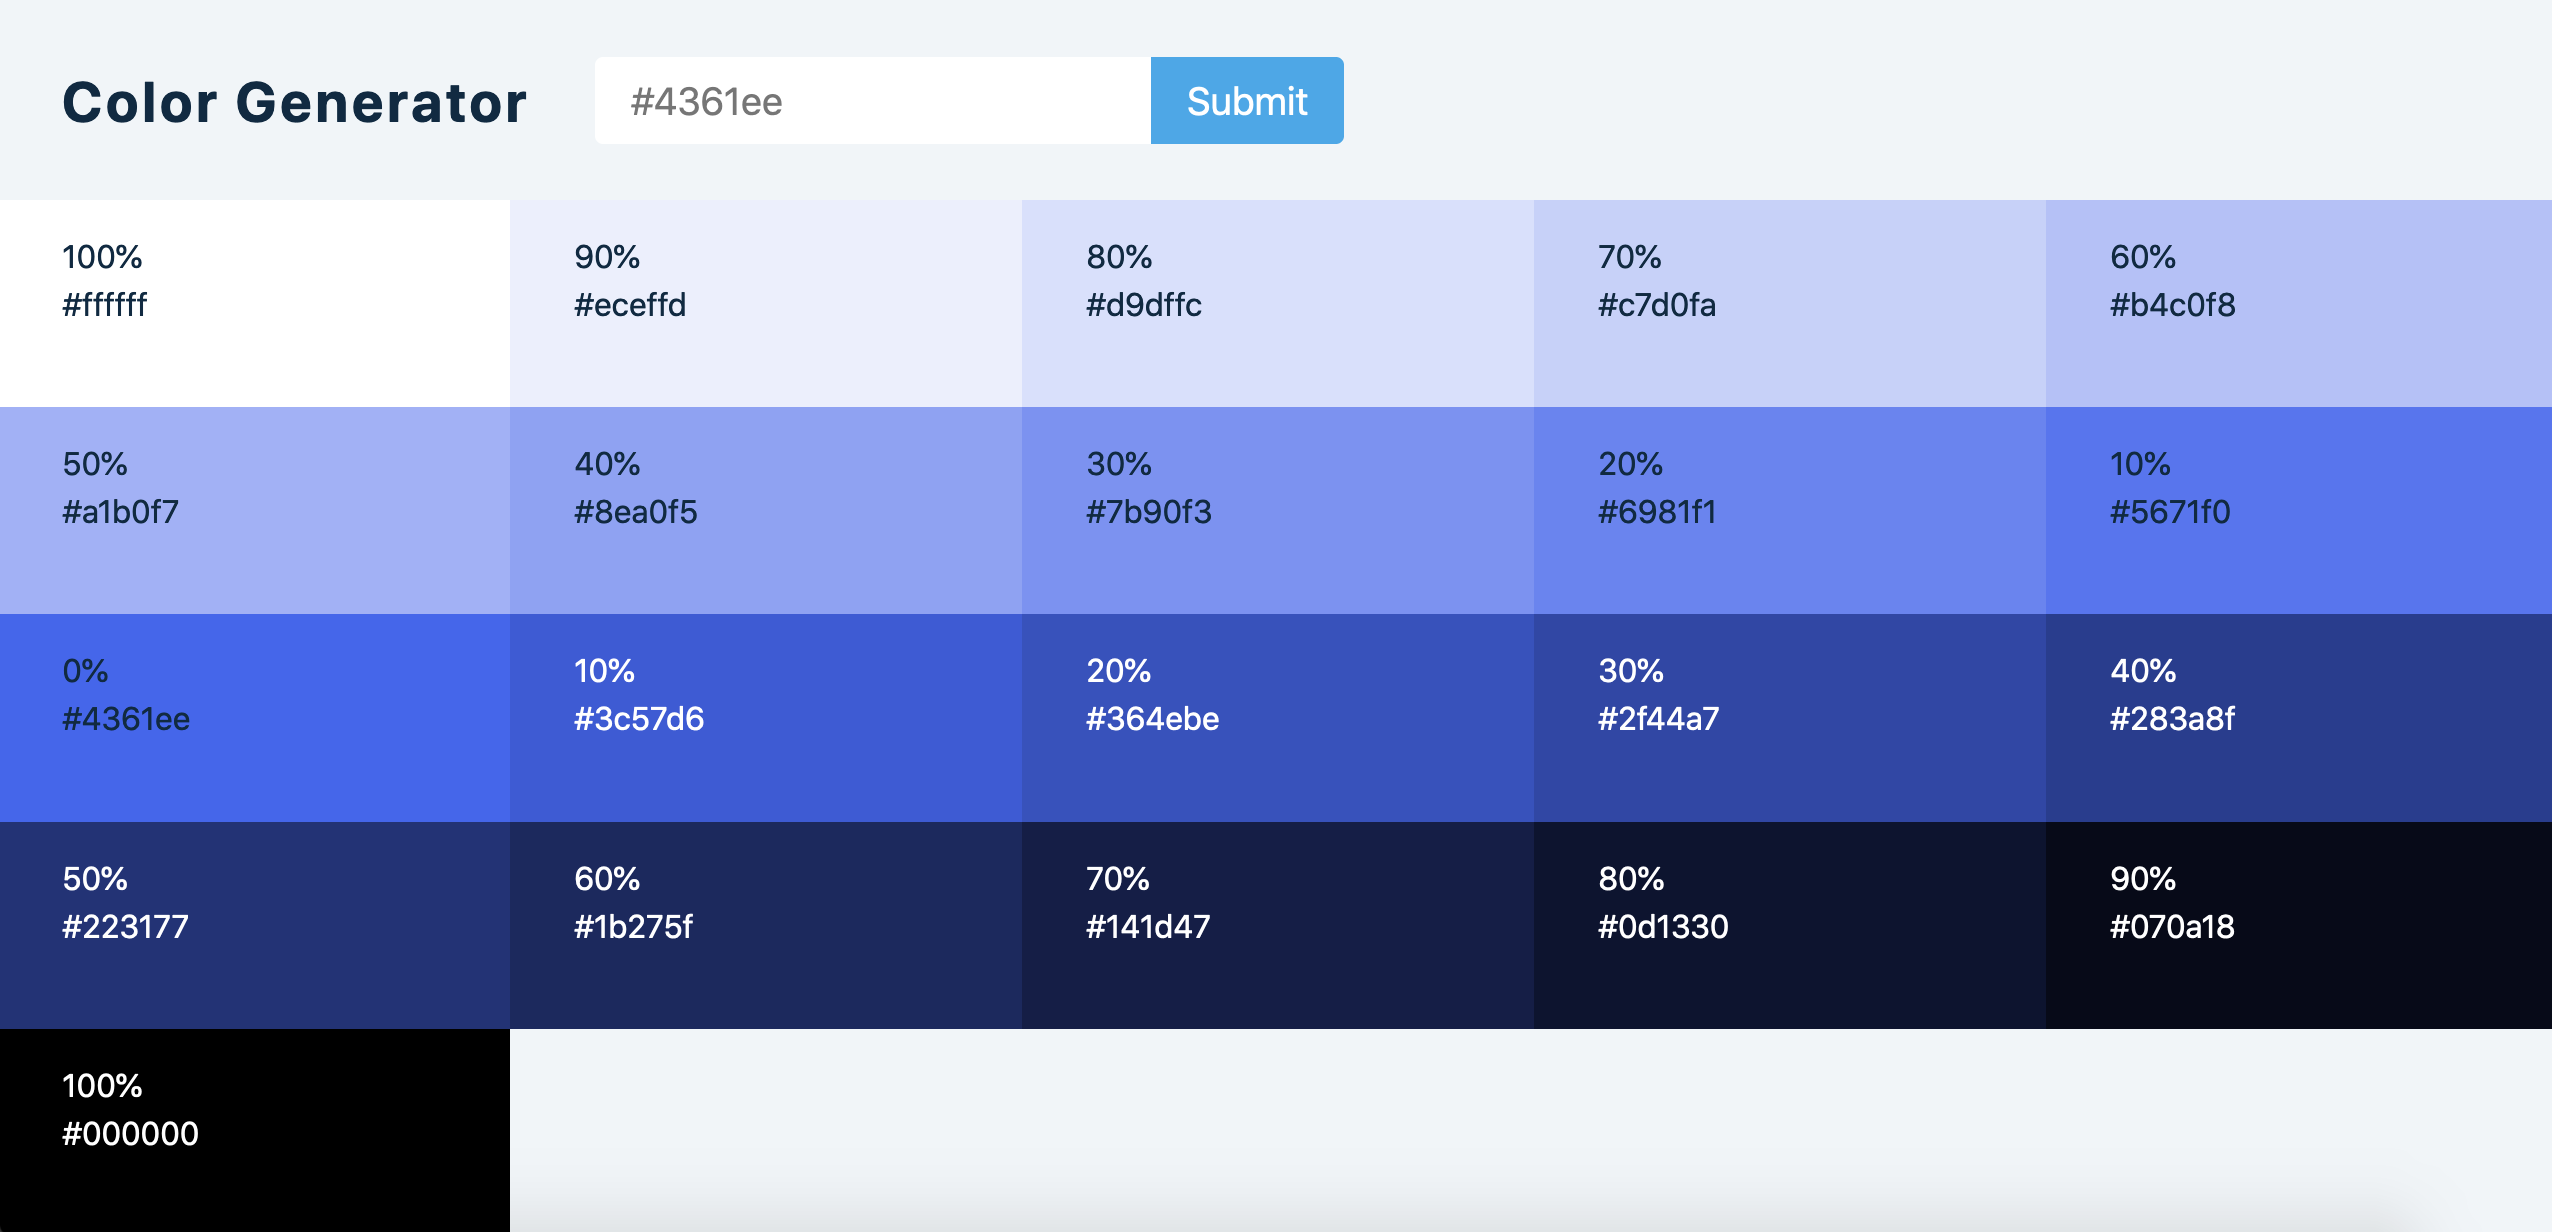 Color Generator
#4361ee
Submit
100%
#ffffff
90%
#eceffd
80%
#d9dffc
70%
#c7d0fa
60%
#b4c0f8
50%
#a1b0f7
40%
#8ea0f5
30%
#7b90f3
20%
#6981f1
10%
#5671f0
0%
#4361ee
10%
#3c57d6
20%
#364ebe
30%
#2f44a7
40%
#283a8f
50%
#223177
60%
#1b275f
70%
#141d47
80%
#0d1330
90%
#070a18
100%
#000000